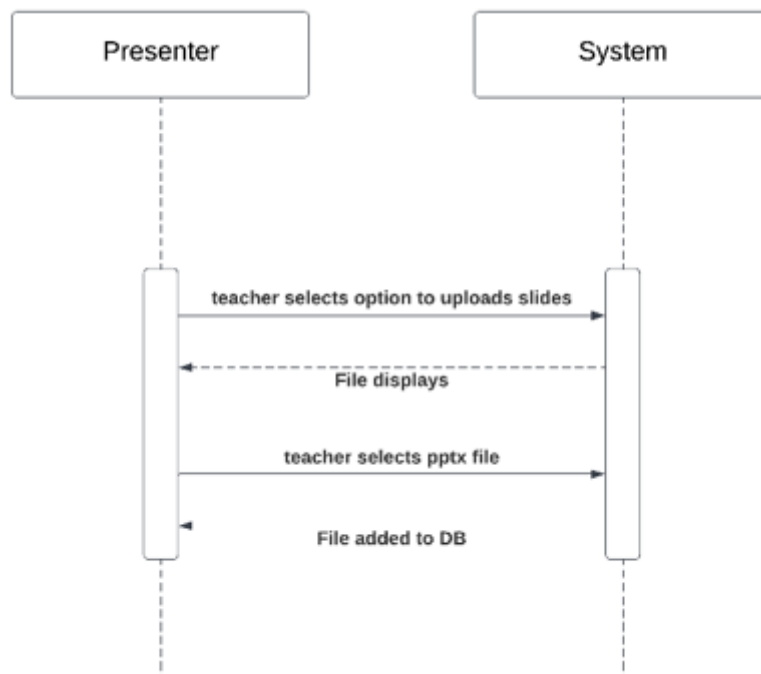 Presenter
System
teacher selects option to uploads slides
File displays
teacher selects pptx file
File added to DB